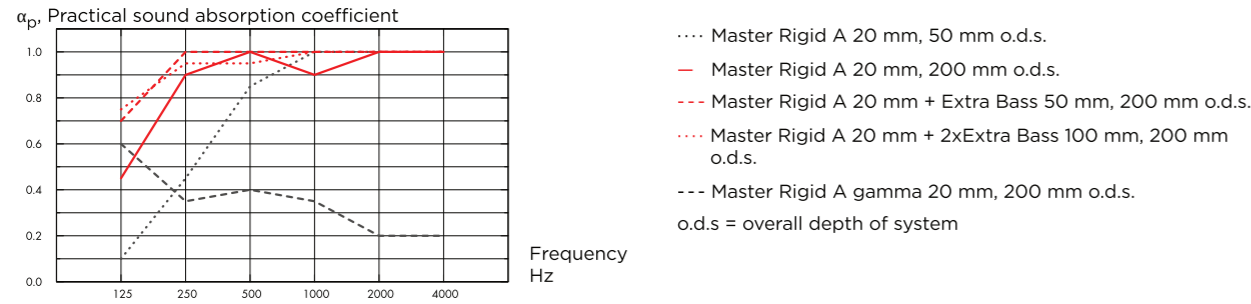 αp, Practical sound absorption coefficient
1.0
0.8
0.6
0.4
0.2
0.0
125 250 500 1000 2000 4000
Frequency
Hz
Master Rigid A 20 mm, 50 mm o.d.s.
Master Rigid A 20 mm, 200 mm o.d.s.
Master Rigid A 20 mm + Extra Bass 50 mm, 200 mm o.d.s.
Master Rigid A 20 mm + 2xExtra Bass 100 mm, 200 mm
o.d.s.
Master Rigid A gamma 20 mm, 200 mm o.d.s.
o.d.s = overall depth of system